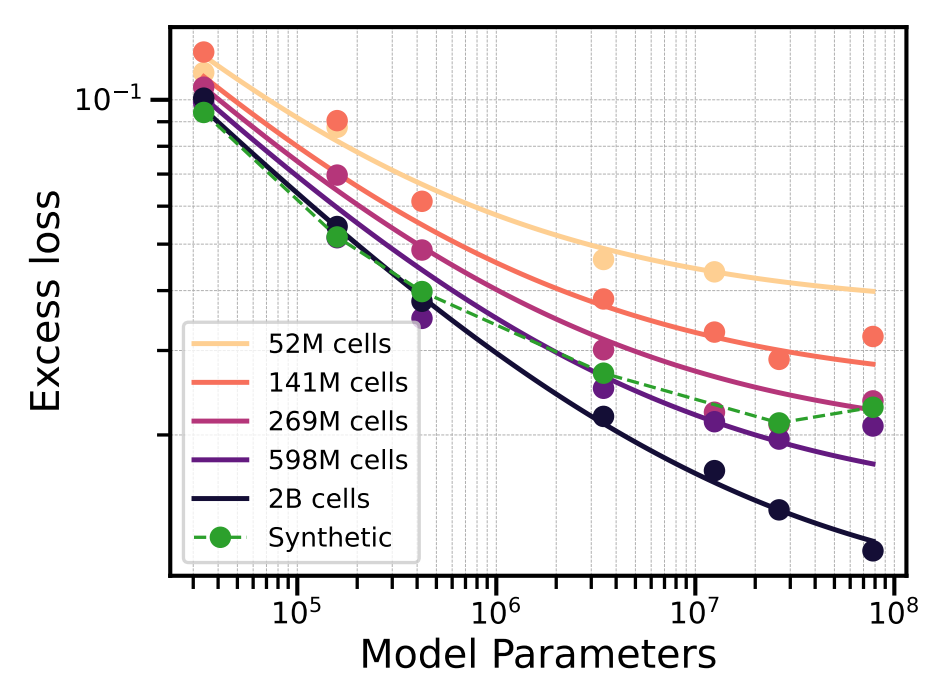 10⁻¹
Excess loss
52M cells
141M cells
269M cells
598M cells
2B cells
Synthetic
10⁵ 10⁶ 10⁷ 10⁸
Model Parameters